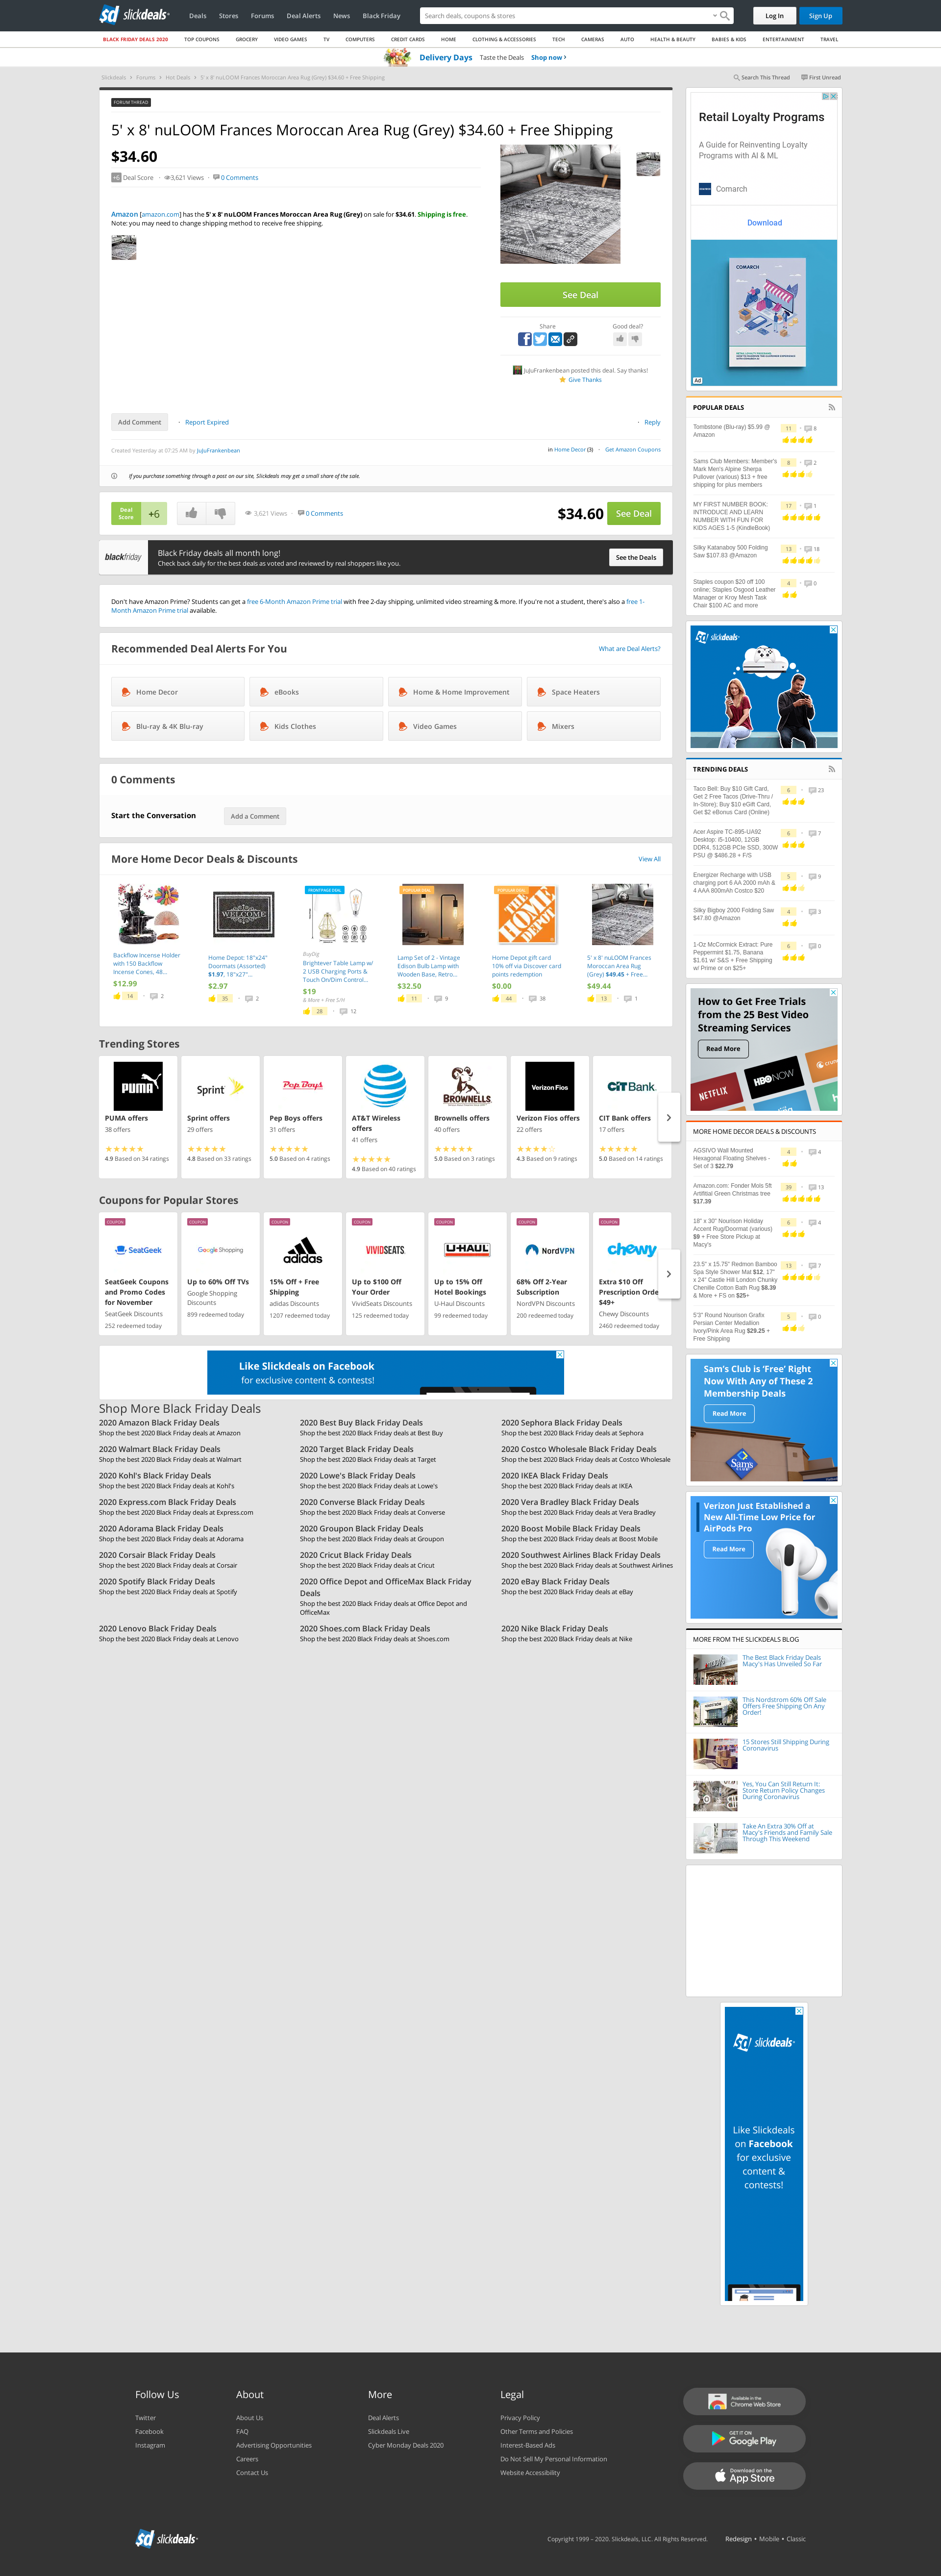 slickdeals
Deals
Stores
Forums
Deal Alerts
News
Black Friday
Search deals, coupons & stores
Log In
Sign Up
BLACK FRIDAY DEALS 2020
TOP COUPONS
GROCERY
VIDEO GAMES
TV
COMPUTERS
CREDIT CARDS
HOME
CLOTHING & ACCESSORIES
TECH
CAMERAS
AUTO
HEALTH & BEAUTY
BABIES & KIDS
ENTERTAINMENT
TRAVEL
Delivery Days Taste the Deals Shop now ›
Slickdeals › Forums › Hot Deals › 5' x 8' nuLOOM Frances Moroccan Area Rug (Grey) $34.60 + Free Shipping
Search This Thread
First Unread
FORUM THREAD
5' x 8' nuLOOM Frances Moroccan Area Rug (Grey) $34.60 + Free Shipping
$34.60
+6 Deal Score · 3,621 Views · 0 Comments
Amazon [amazon.com] has the 5' x 8' nuLOOM Frances Moroccan Area Rug (Grey) on sale for $34.61. Shipping is free.
Note: you may need to change shipping method to receive free shipping.
See Deal
Share
Good deal?
JuJuFrankenbean posted this deal. Say thanks!
Give Thanks
Add Comment · Report Expired
· Reply
Created Yesterday at 07:25 AM by JuJuFrankenbean
in Home Decor (3) · Get Amazon Coupons
If you purchase something through a post on our site, Slickdeals may get a small share of the sale.
Deal
Score
+6
3,621 Views · 0 Comments
$34.60
See Deal
blackfriday
Black Friday deals all month long!
Check back daily for the best deals as voted and reviewed by real shoppers like you.
See the Deals
Don't have Amazon Prime? Students can get a free 6-Month Amazon Prime trial with free 2-day shipping, unlimited video streaming & more. If you're not a student, there's also a free 1-
Month Amazon Prime trial available.
Recommended Deal Alerts For You
What are Deal Alerts?
Home Decor
eBooks
Home & Home Improvement
Space Heaters
Blu-ray & 4K Blu-ray
Kids Clothes
Video Games
Mixers
0 Comments
Start the Conversation
Add a Comment
More Home Decor Deals & Discounts
View All
Backflow Incense Holder
with 150 Backflow
Incense Cones, 48...
$12.99
14 · 2
WELCOME
Home Depot: 18"x24"
Doormats (Assorted)
$1.97, 18"x27"...
$2.97
35 · 2
FRONTPAGE DEAL
BuyDig
Brightever Table Lamp w/
2 USB Charging Ports &
Touch On/Dim Control...
$19
& More + Free S/H
28 · 12
POPULAR DEAL
Lamp Set of 2 - Vintage
Edison Bulb Lamp with
Wooden Base, Retro...
$32.50
11 · 9
POPULAR DEAL
THE HOME DEPOT
Home Depot gift card
10% off via Discover card
points redemption
$0.00
44 · 38
5' x 8' nuLOOM Frances
Moroccan Area Rug
(Grey) $49.45 + Free...
$49.44
13 · 1
Trending Stores
PUMA
PUMA offers
38 offers
4.9 Based on 34 ratings
Sprint
Sprint offers
29 offers
4.8 Based on 33 ratings
Pep Boys
Pep Boys offers
31 offers
5.0 Based on 4 ratings
AT&T Wireless
offers
41 offers
4.9 Based on 40 ratings
BROWNELLS
Brownells offers
40 offers
5.0 Based on 3 ratings
Verizon Fios
Verizon Fios offers
22 offers
4.3 Based on 9 ratings
CIT BANK
CIT Bank offers
17 offers
5.0 Based on 14 ratings
Coupons for Popular Stores
COUPON
SeatGeek
SeatGeek Coupons
and Promo Codes
for November
SeatGeek Discounts
252 redeemed today
COUPON
Google Shopping
Up to 60% Off TVs
Google Shopping
Discounts
899 redeemed today
COUPON
adidas
15% Off + Free
Shipping
adidas Discounts
1207 redeemed today
COUPON
VIVIDSEATS
Up to $100 Off
Your Order
VividSeats Discounts
125 redeemed today
COUPON
U-HAUL
Up to 15% Off
Hotel Bookings
U-Haul Discounts
99 redeemed today
COUPON
NordVPN
68% Off 2-Year
Subscription
NordVPN Discounts
200 redeemed today
COUPON
chewy
Extra $10 Off
Prescription Orde
$49+
Chewy Discounts
2460 redeemed today
Like Slickdeals on Facebook
for exclusive content & contests!
Shop More Black Friday Deals
2020 Amazon Black Friday Deals
Shop the best 2020 Black Friday deals at Amazon
2020 Best Buy Black Friday Deals
Shop the best 2020 Black Friday deals at Best Buy
2020 Sephora Black Friday Deals
Shop the best 2020 Black Friday deals at Sephora
2020 Walmart Black Friday Deals
Shop the best 2020 Black Friday deals at Walmart
2020 Target Black Friday Deals
Shop the best 2020 Black Friday deals at Target
2020 Costco Wholesale Black Friday Deals
Shop the best 2020 Black Friday deals at Costco Wholesale
2020 Kohl's Black Friday Deals
Shop the best 2020 Black Friday deals at Kohl's
2020 Lowe's Black Friday Deals
Shop the best 2020 Black Friday deals at Lowe's
2020 IKEA Black Friday Deals
Shop the best 2020 Black Friday deals at IKEA
2020 Express.com Black Friday Deals
Shop the best 2020 Black Friday deals at Express.com
2020 Converse Black Friday Deals
Shop the best 2020 Black Friday deals at Converse
2020 Vera Bradley Black Friday Deals
Shop the best 2020 Black Friday deals at Vera Bradley
2020 Adorama Black Friday Deals
Shop the best 2020 Black Friday deals at Adorama
2020 Groupon Black Friday Deals
Shop the best 2020 Black Friday deals at Groupon
2020 Boost Mobile Black Friday Deals
Shop the best 2020 Black Friday deals at Boost Mobile
2020 Corsair Black Friday Deals
Shop the best 2020 Black Friday deals at Corsair
2020 Cricut Black Friday Deals
Shop the best 2020 Black Friday deals at Cricut
2020 Southwest Airlines Black Friday Deals
Shop the best 2020 Black Friday deals at Southwest Airlines
2020 Spotify Black Friday Deals
Shop the best 2020 Black Friday deals at Spotify
2020 Office Depot and OfficeMax Black Friday
Deals
Shop the best 2020 Black Friday deals at Office Depot and
OfficeMax
2020 eBay Black Friday Deals
Shop the best 2020 Black Friday deals at eBay
2020 Lenovo Black Friday Deals
Shop the best 2020 Black Friday deals at Lenovo
2020 Shoes.com Black Friday Deals
Shop the best 2020 Black Friday deals at Shoes.com
2020 Nike Black Friday Deals
Shop the best 2020 Black Friday deals at Nike
Retail Loyalty Programs
A Guide for Reinventing Loyalty
Programs with AI & ML
Comarch
Download
COMARCH
Ad
POPULAR DEALS
Tombstone (Blu-ray) $5.99 @
Amazon
11 · 8
Sams Club Members: Member's
Mark Men's Alpine Sherpa
Pullover (various) $13 + free
shipping for plus members
8 · 2
MY FIRST NUMBER BOOK:
INTRODUCE AND LEARN
NUMBER WITH FUN FOR
KIDS AGES 1-5 (KindleBook)
17 · 1
Silky Katanaboy 500 Folding
Saw $107.83 @Amazon
13 · 18
Staples coupon $20 off 100
online; Staples Osgood Leather
Manager or Kroy Mesh Task
Chair $100 AC and more
4 · 0
slickdeals
TRENDING DEALS
Taco Bell: Buy $10 Gift Card,
Get 2 Free Tacos (Drive-Thru /
In-Store); Buy $10 eGift Card,
Get $2 eBonus Card (Online)
6 · 23
Acer Aspire TC-895-UA92
Desktop: i5-10400, 12GB
DDR4, 512GB PCIe SSD, 300W
PSU @ $486.28 + F/S
6 · 7
Energizer Recharge with USB
charging port 6 AA 2000 mAh &
4 AAA 800mAh Costco $20
5 · 9
Silky Bigboy 2000 Folding Saw
$47.80 @Amazon
4 · 3
1-Oz McCormick Extract: Pure
Peppermint $1.75, Banana
$1.61 w/ S&S + Free Shipping
w/ Prime or on $25+
6 · 0
How to Get Free Trials
from the 25 Best Video
Streaming Services
Read More
NETFLIX
HBO NOW
crunchy
MORE HOME DECOR DEALS & DISCOUNTS
AGSIVO Wall Mounted
Hexagonal Floating Shelves -
Set of 3 $22.79
4 · 4
Amazon.com: Fonder Mois 5ft
Artifitial Green Christmas tree
$17.39
39 · 13
18" x 30" Nourison Holiday
Accent Rug/Doormat (various)
$9 + Free Store Pickup at
Macy's
6 · 4
23.5" x 15.75" Redmon Bamboo
Spa Style Shower Mat $12, 17"
x 24" Castle Hill London Chunky
Chenille Cotton Bath Rug $8.39
& More + FS on $25+
13 · 7
5'3" Round Nourison Grafix
Persian Center Medallion
Ivory/Pink Area Rug $29.25 +
Free Shipping
5 · 0
Sam's Club is 'Free' Right
Now With Any of These 2
Membership Deals
Read More
Sam's
Verizon Just Established a
New All-Time Low Price for
AirPods Pro
Read More
MORE FROM THE SLICKDEALS BLOG
The Best Black Friday Deals
Macy's Has Unveiled So Far
This Nordstrom 60% Off Sale
Offers Free Shipping On Any
Order!
15 Stores Still Shipping During
Coronavirus
Yes, You Can Still Return It:
Store Return Policy Changes
During Coronavirus
Take An Extra 30% Off at
Macy's Friends and Family Sale
Through This Weekend
slickdeals
Like Slickdeals
on Facebook
for exclusive
content &
contests!
Follow Us
Twitter
Facebook
Instagram
About
About Us
FAQ
Advertising Opportunities
Careers
Contact Us
More
Deal Alerts
Slickdeals Live
Cyber Monday Deals 2020
Legal
Privacy Policy
Other Terms and Policies
Interest-Based Ads
Do Not Sell My Personal Information
Website Accessibility
Available in the
Chrome Web Store
GET IT ON
Google Play
Download on the
App Store
slickdeals
Copyright 1999 – 2020. Slickdeals, LLC. All Rights Reserved.
Redesign • Mobile • Classic